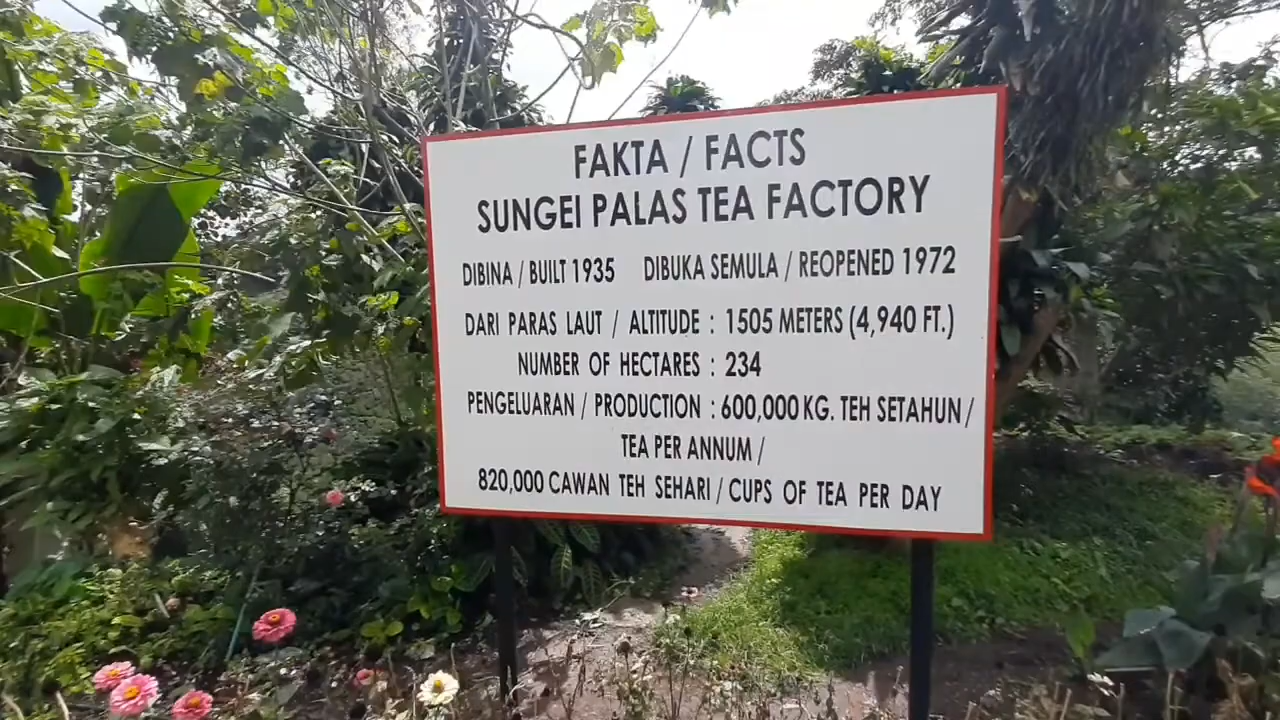 FAKTA / FACTS
SUNGEI PALAS TEA FACTORY
DIBINA / BUILT 1935 DIBUKA SEMULA / REOPENED 1972
DARI PARAS LAUT / ALTITUDE : 1505 METERS (4,940 FT.)
NUMBER OF HECTARES : 234
PENGELUARAN / PRODUCTION : 600,000 KG. TEH SETAHUN /
TEA PER ANNUM /
820,000 CAWAN TEH SEHARI / CUPS OF TEA PER DAY